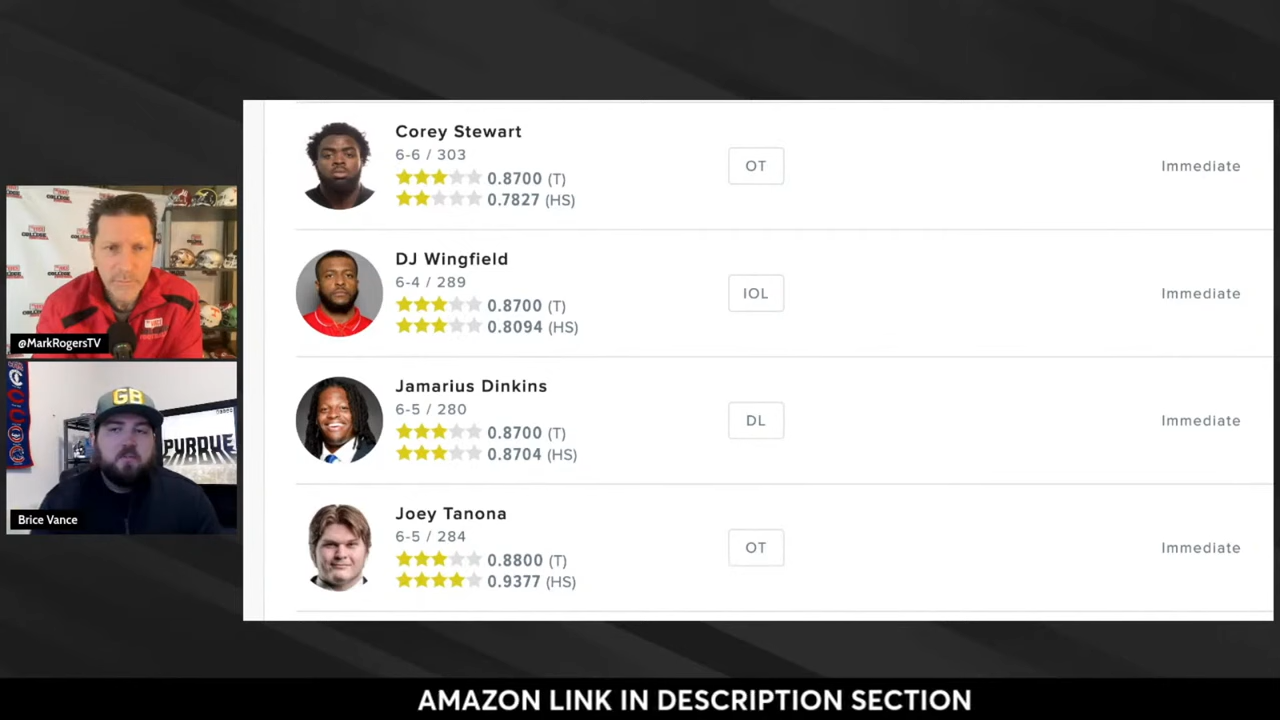 Corey Stewart
6-6 / 303
0.8700 (T)
0.7827 (HS)
OT
Immediate
DJ Wingfield
6-4 / 289
0.8700 (T)
0.8094 (HS)
IOL
Immediate
Jamarius Dinkins
6-5 / 280
0.8700 (T)
0.8704 (HS)
DL
Immediate
Joey Tanona
6-5 / 284
0.8800 (T)
0.9377 (HS)
OT
Immediate
@MarkRogersTV
GB
PURDUE
Brice Vance
AMAZON LINK IN DESCRIPTION SECTION